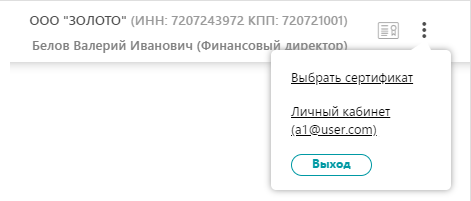 ООО "ЗОЛОТО" (ИНН: 7207243972 КПП: 720721001)
Белов Валерий Иванович (Финансовый директор)
Выбрать сертификат
Личный кабинет
(a1@user.com)
Выход